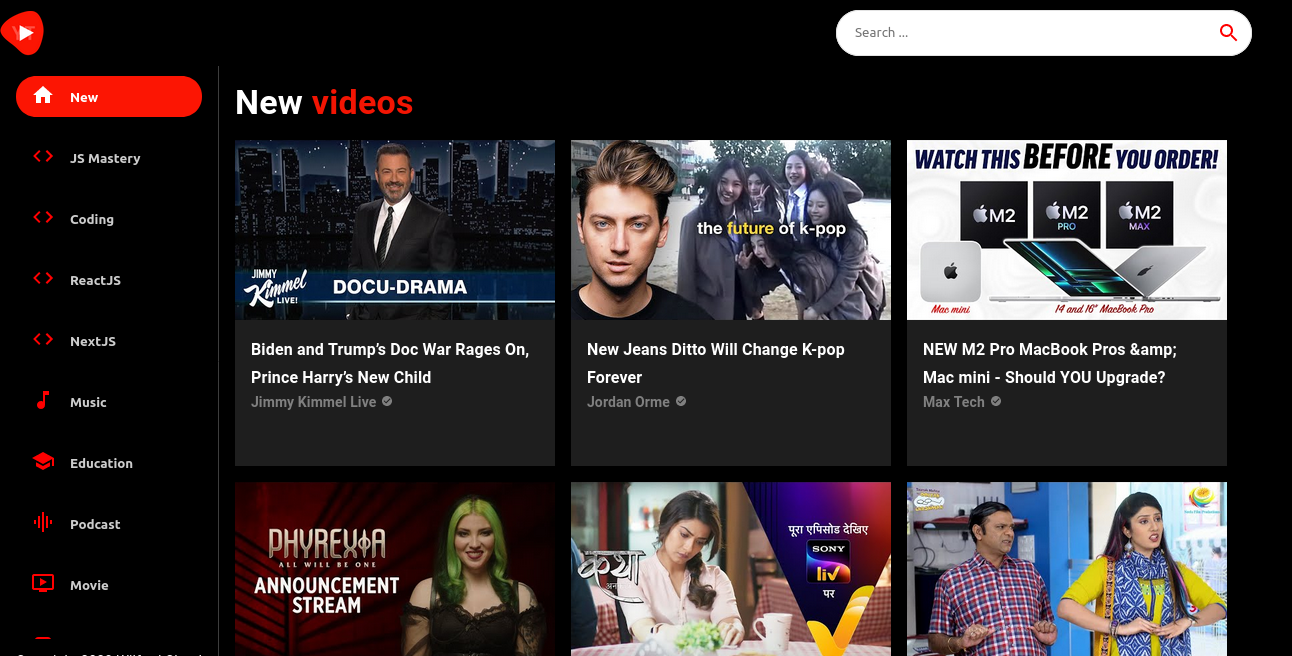 Search ...
New
JS Mastery
Coding
ReactJS
NextJS
Music
Education
Podcast
Movie
New videos
JIMMY
Kimmel
LIVE!
DOCU-DRAMA
Biden and Trump’s Doc War Rages On,
Prince Harry’s New Child
Jimmy Kimmel Live
the future of k-pop
New Jeans Ditto Will Change K-pop
Forever
Jordan Orme
WATCH THIS BEFORE YOU ORDER!
M2
M2
PRO
M2
MAX
Mac mini
14 and 16" MacBook Pro
NEW M2 Pro MacBook Pros &amp;
Mac mini - Should YOU Upgrade?
Max Tech
PHYREXIA
ALL WILL BE ONE
ANNOUNCEMENT
STREAM
कथा
पूरा एपिसोड देखिए
SONY
liv
पर